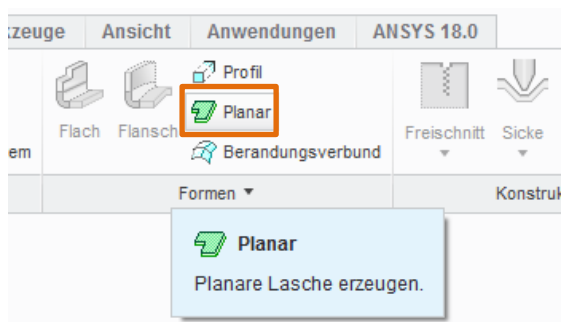 kzeuge Ansicht Anwendungen ANSYS 18.0
Profil
Planar
Flach Flansch Freischnitt Sicke
em Berandungsverbund
Formen Konstruk
Planar
Planare Lasche erzeugen.